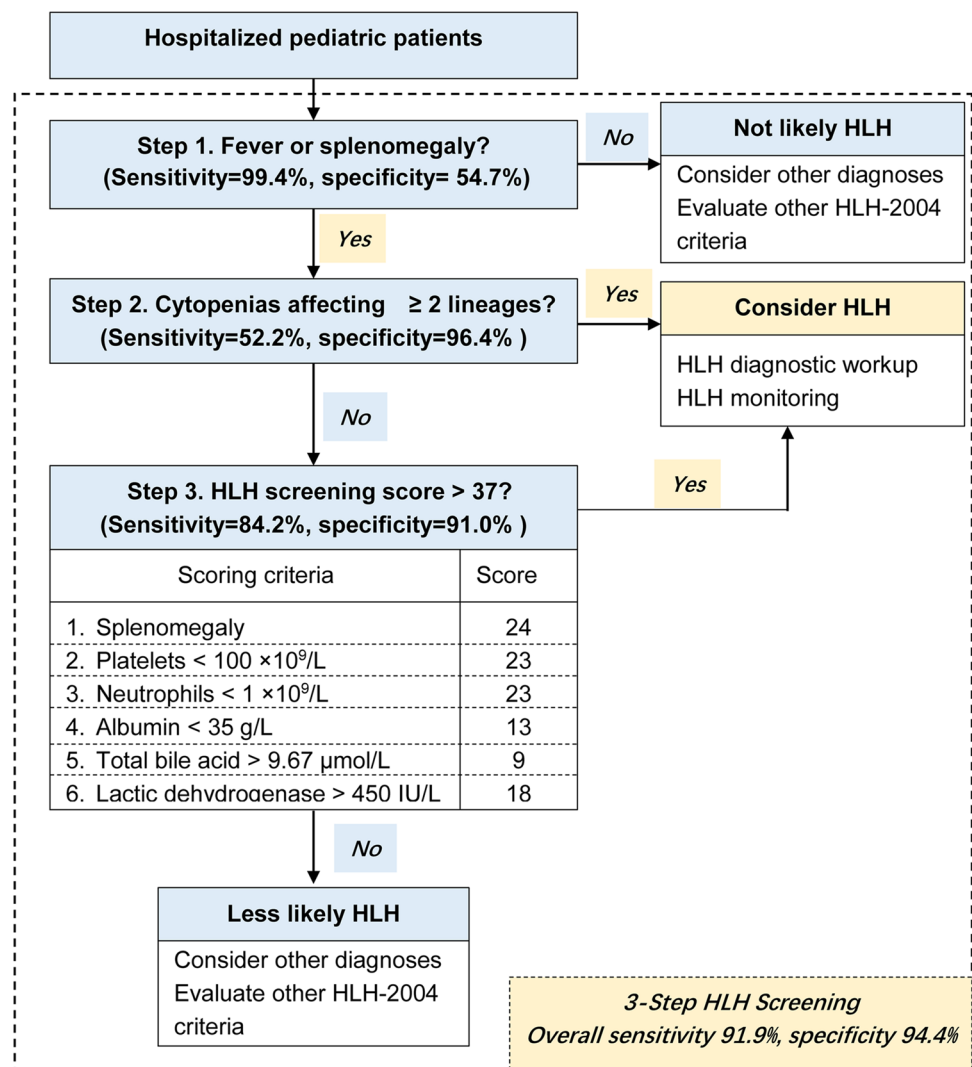 Hospitalized pediatric patients
Step 1. Fever or splenomegaly?
(Sensitivity=99.4%, specificity= 54.7%)
No
Not likely HLH
Consider other diagnoses
Evaluate other HLH-2004
criteria
Yes
Step 2. Cytopenias affecting ≥ 2 lineages?
(Sensitivity=52.2%, specificity=96.4% )
Yes
Consider HLH
HLH diagnostic workup
HLH monitoring
No
Step 3. HLH screening score > 37?
(Sensitivity=84.2%, specificity=91.0% )
Yes
Scoring criteria Score
1. Splenomegaly 24
2. Platelets < 100 ×10⁹/L 23
3. Neutrophils < 1 ×10⁹/L 23
4. Albumin < 35 g/L 13
5. Total bile acid > 9.67 μmol/L 9
6. Lactic dehydrogenase > 450 IU/L 18
No
Less likely HLH
Consider other diagnoses
Evaluate other HLH-2004
criteria
3-Step HLH Screening
Overall sensitivity 91.9%, specificity 94.4%